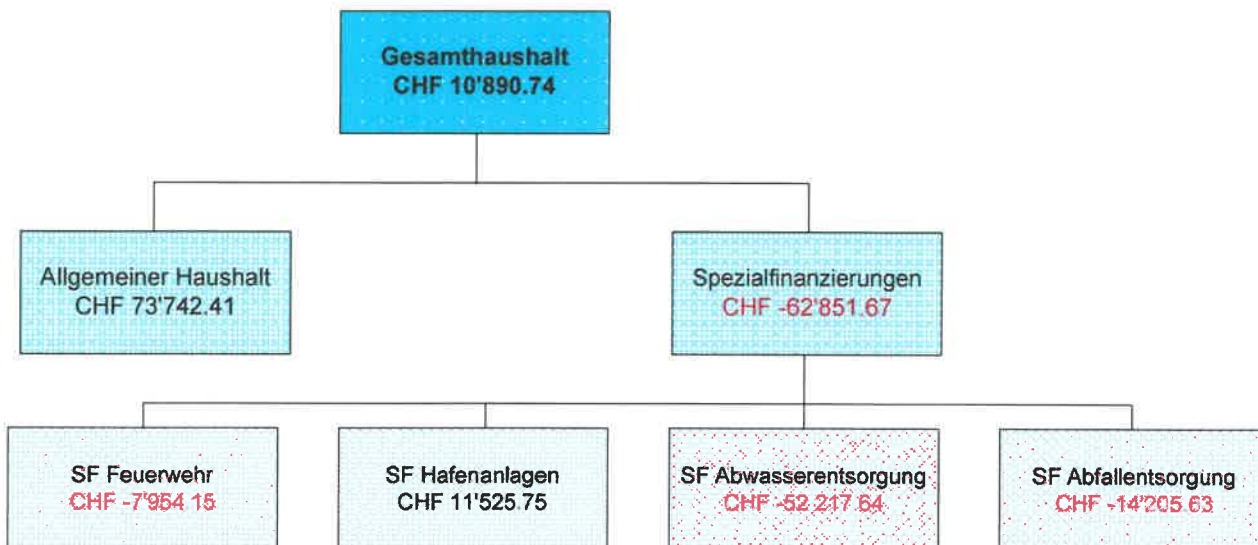 Gesamthaushalt
CHF 10'890.74
Allgemeiner Haushalt
CHF 73'742.41
Spezialfinanzierungen
CHF -62'851.67
SF Feuerwehr
CHF -7'954.15
SF Hafenanlagen
CHF 11'525.75
SF Abwasserentsorgung
CHF -52'217.64
SF Abfallentsorgung
CHF -14'205.63